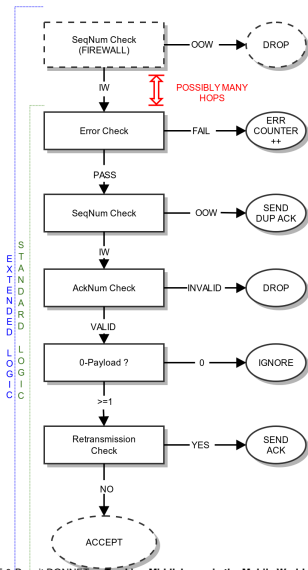 SeqNum Check
(FIREWALL)
OOW
DROP
IW
POSSIBLY MANY
HOPS
Error Check
FAIL
ERR
COUNTER
++
PASS
SeqNum Check
OOW
SEND
DUP ACK
IW
AckNum Check
INVALID
DROP
VALID
0-Payload ?
0
IGNORE
>=1
Retransmission
Check
YES
SEND
ACK
NO
ACCEPT
EXTENDED LOGIC
STANDARD LOGIC